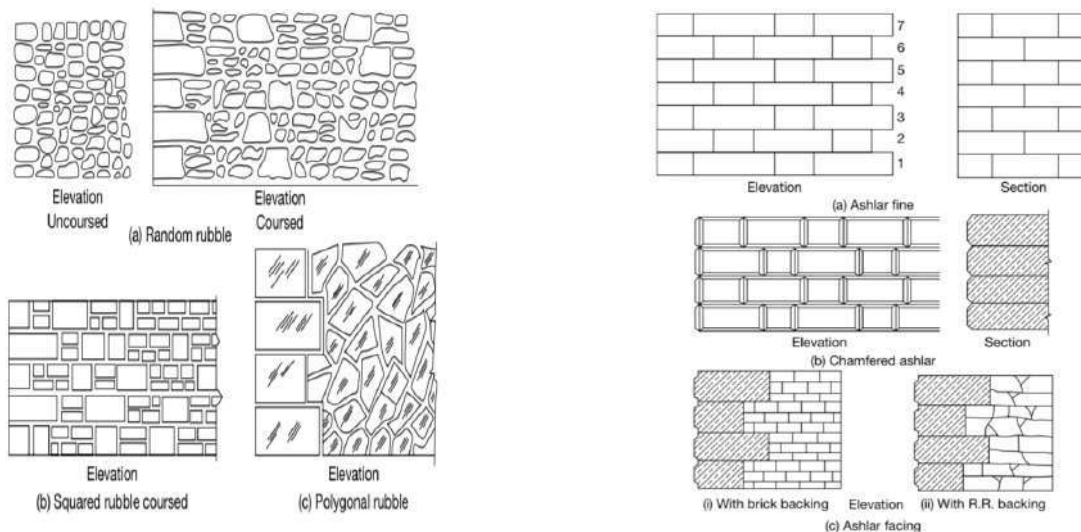 Elevation
Uncoursed
Elevation
Coursed
(a) Random rubble
Elevation
(b) Squared rubble coursed
Elevation
(c) Polygonal rubble
7
6
5
4
3
2
1
Elevation
Section
(a) Ashlar fine
Elevation
Section
(b) Chamfered ashlar
(i) With brick backing
Elevation
(ii) With R.R. backing
(c) Ashlar facing